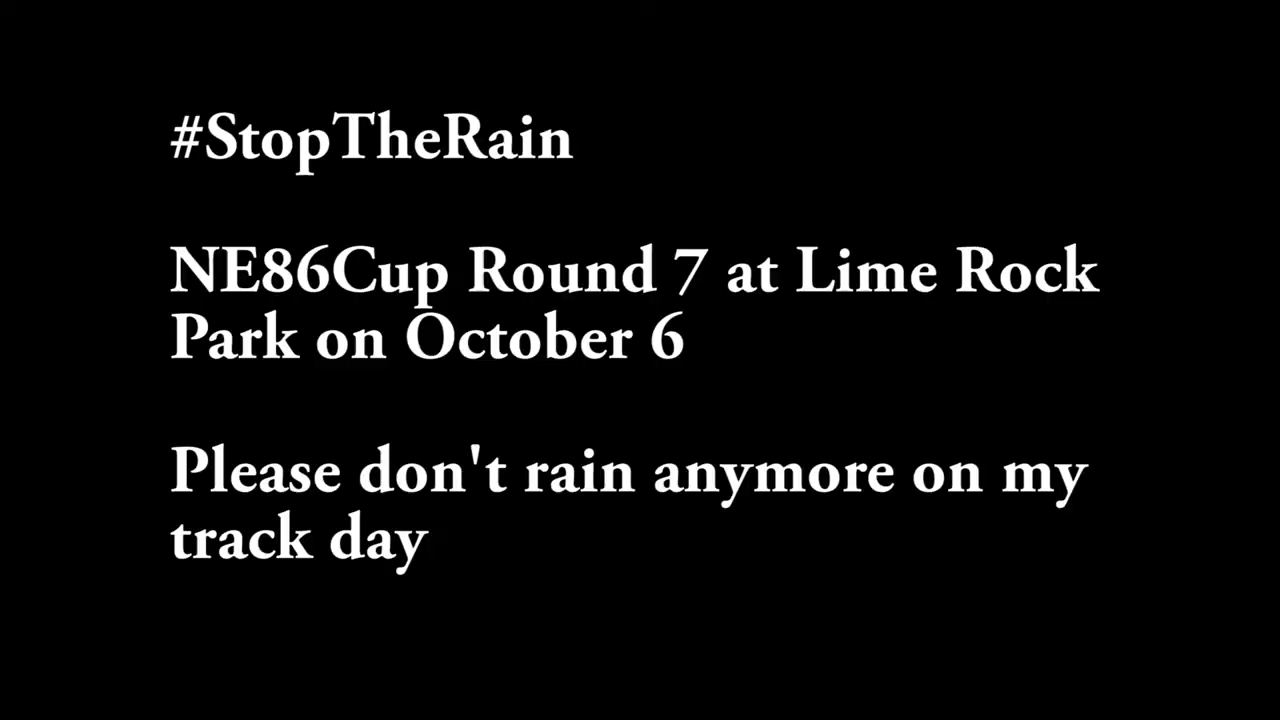 #StopTheRain
NE86Cup Round 7 at Lime Rock
Park on October 6
Please don't rain anymore on my
track day